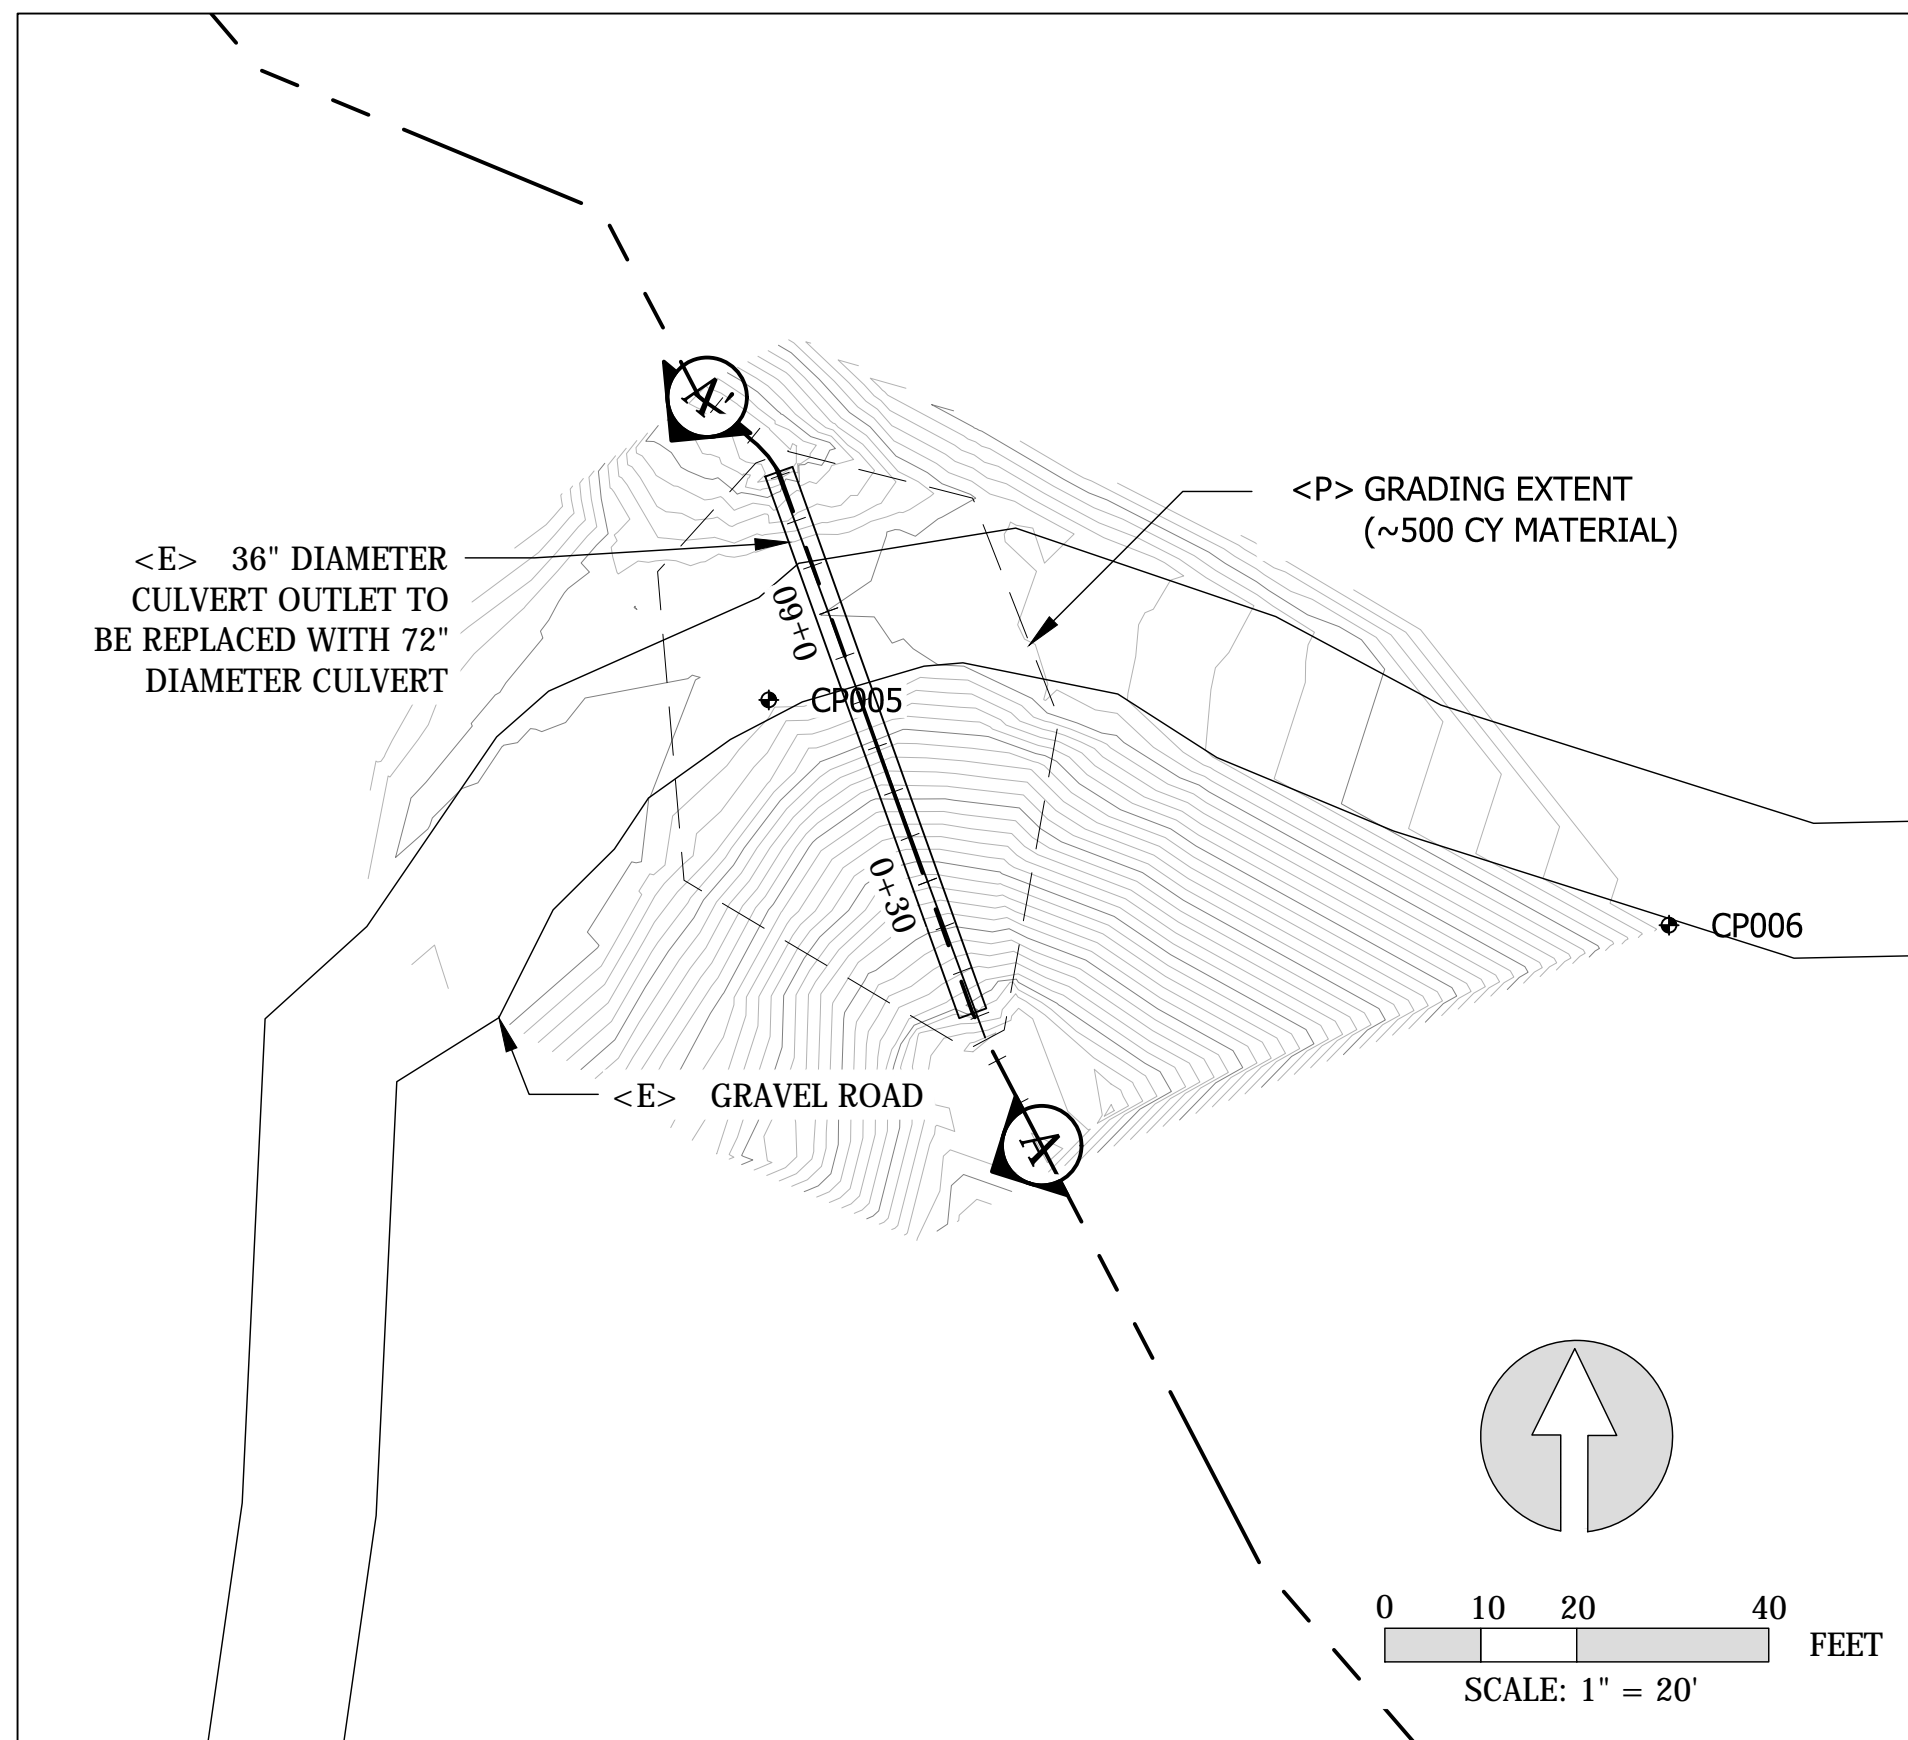 A'
<P> GRADING EXTENT
(~500 CY MATERIAL)
<E> 36" DIAMETER
CULVERT OUTLET TO
BE REPLACED WITH 72"
DIAMETER CULVERT
0+60
CP005
0+30
CP006
<E> GRAVEL ROAD
A
0 10 20 40
FEET
SCALE: 1" = 20'